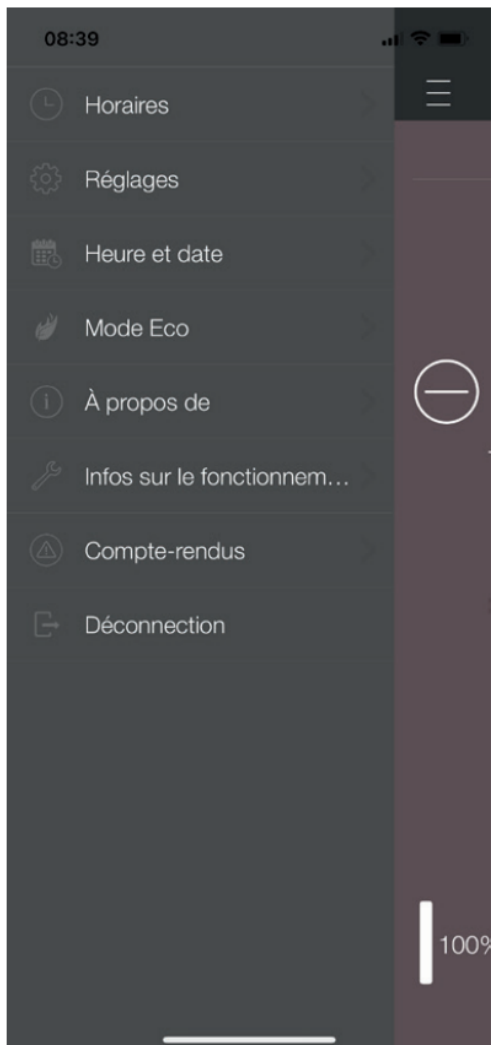 08:39
Horaires
Réglages
Heure et date
Mode Eco
À propos de
Infos sur le fonctionnem...
Compte-rendus
Déconnection
100%